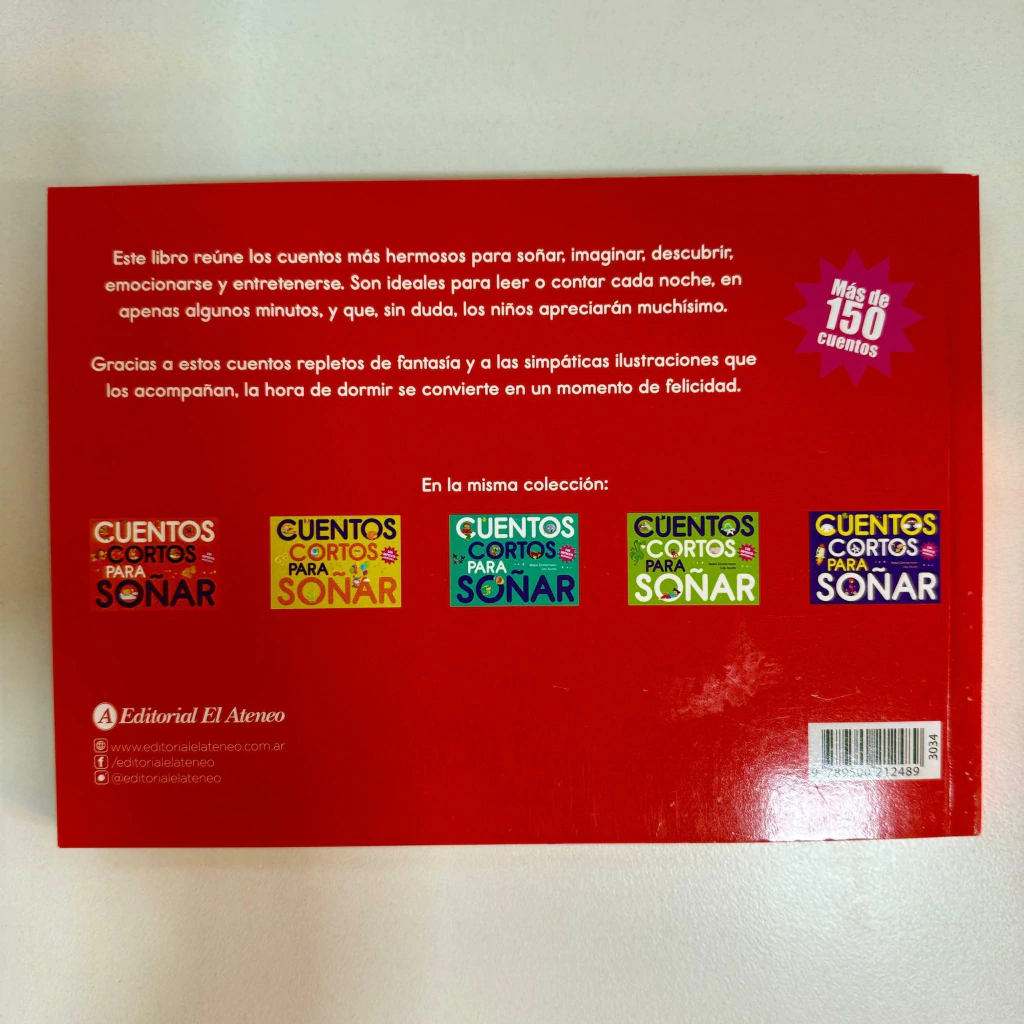 Este libro reúne los cuentos más hermosos para soñar, imaginar, descubrir,
emocionarse y entretenerse. Son ideales para leer o contar cada noche, en
apenas algunos minutos, y que, sin duda, los niños apreciarán muchísimo.
Gracias a estos cuentos repletos de fantasía y a las simpáticas ilustraciones que
los acompañan, la hora de dormir se convierte en un momento de felicidad.
Más de
150
cuentos
En la misma colección:
CUENTOS
CORTOS
PARA
SOÑAR
CUENTOS
CORTOS
PARA
SOÑAR
CUENTOS
CORTOS
PARA
SOÑAR
CUENTOS
CORTOS
PARA
SOÑAR
CUENTOS
CORTOS
PARA
SOÑAR
A Editorial El Ateneo
www.editorialelateneo.com.ar
f /editorialelateneo
@editorialelateneo
9 789500 212489
3034